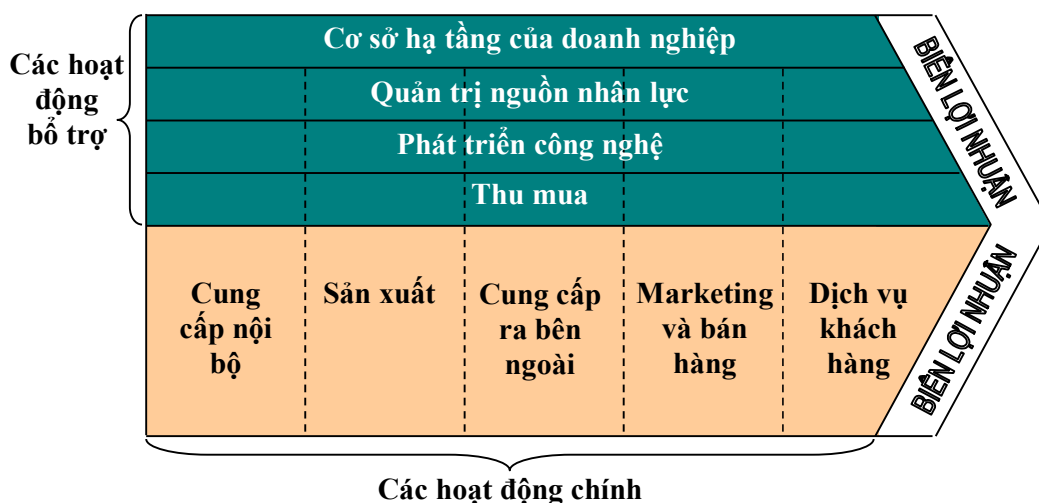 Các hoạt
động
bổ trợ
Cơ sở hạ tầng của doanh nghiệp
Quản trị nguồn nhân lực
Phát triển công nghệ
Thu mua
BIÊN LỢI NHUẬN
Cung
cấp nội
bộ
Sản xuất
Cung cấp
ra bên
ngoài
Marketing
và bán
hàng
Dịch vụ
khách
hàng
BIÊN LỢI NHUẬN
Các hoạt động chính